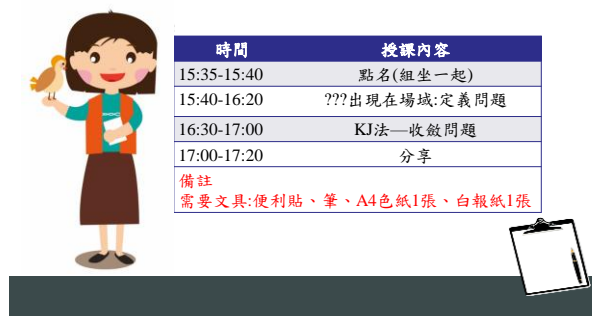 時間 授課內容
15:35-15:40 點名(組坐一起)
15:40-16:20 ???出現在場域:定義問題
16:30-17:00 KJ法—收斂問題
17:00-17:20 分享
備註
需要文具:便利貼、筆、A4色紙1張、白報紙1張